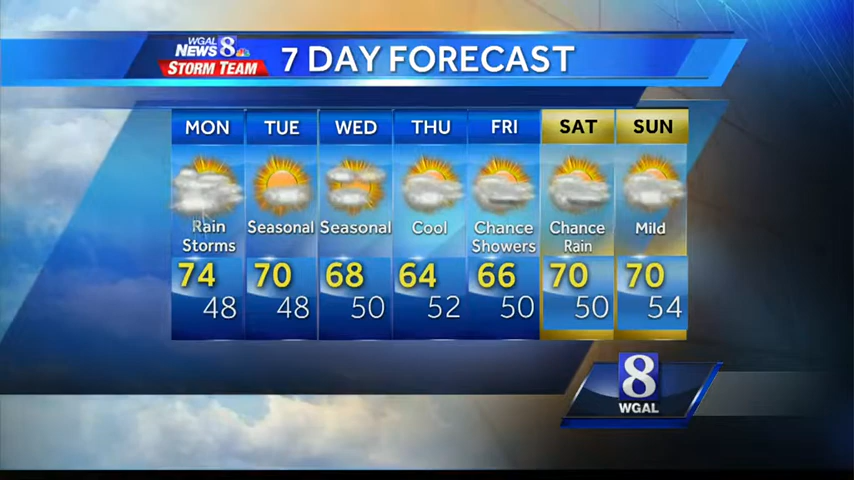 WGAL
NEWS 8
STORM TEAM
7 DAY FORECAST
MON TUE WED THU FRI SAT SUN
Rain Storms Seasonal Seasonal Cool Chance Showers Chance Rain Mild
74 70 68 64 66 70 70
48 48 50 52 50 50 54
8
WGAL